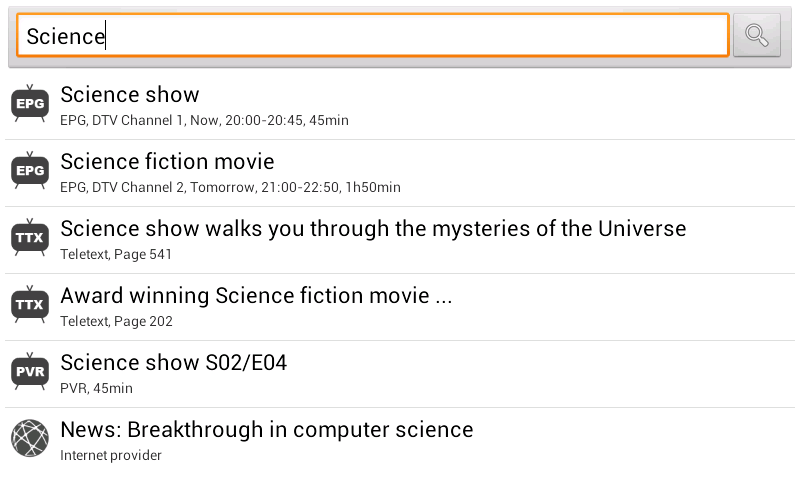 Science
EPG
Science show
EPG, DTV Channel 1, Now, 20:00-20:45, 45min
EPG
Science fiction movie
EPG, DTV Channel 2, Tomorrow, 21:00-22:50, 1h50min
TTX
Science show walks you through the mysteries of the Universe
Teletext, Page 541
TTX
Award winning Science fiction movie ...
Teletext, Page 202
PVR
Science show S02/E04
PVR, 45min
News: Breakthrough in computer science
Internet provider